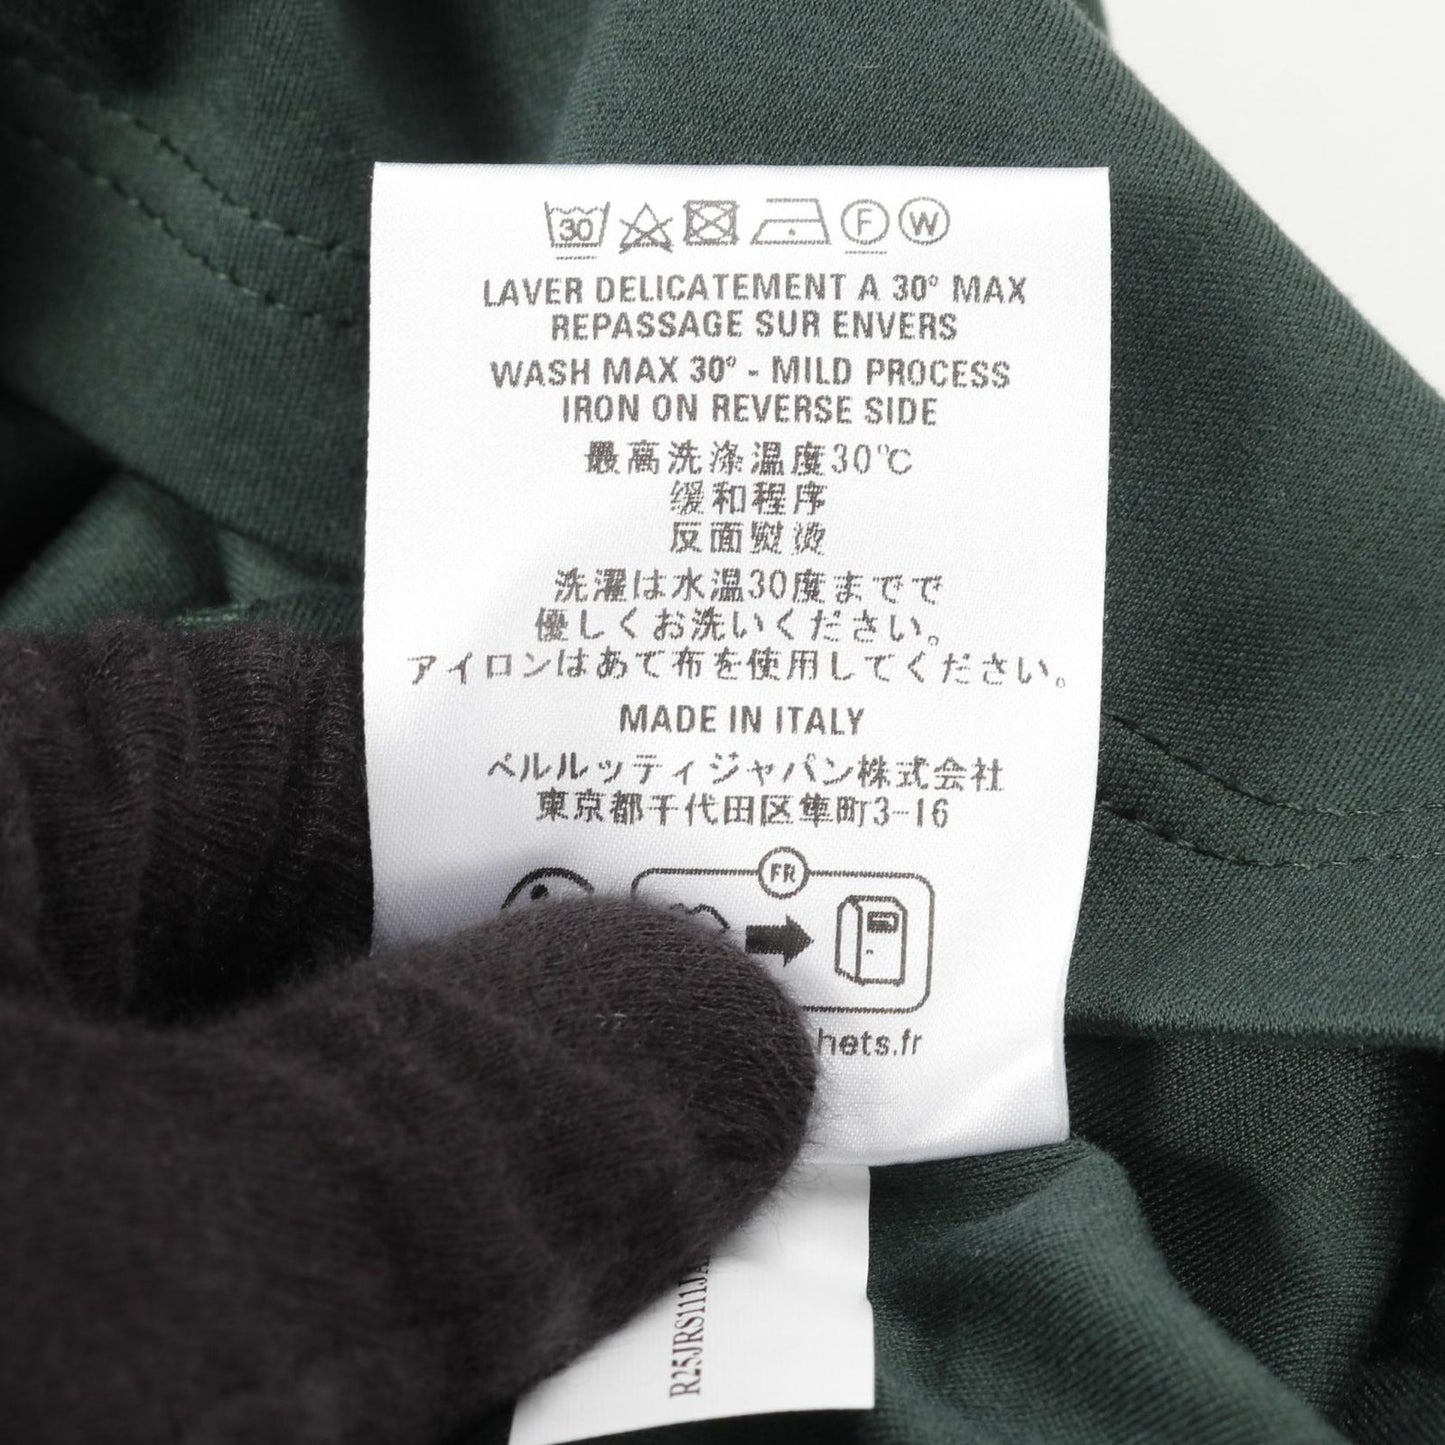 30 F W
LAVER DELICATEMENT A 30° MAX
REPASSAGE SUR ENVERS
WASH MAX 30° - MILD PROCESS
IRON ON REVERSE SIDE
最高洗涤温度30℃
缓和程序
反面熨烫
洗濯は水温30度までで
優しくお洗いください。
アイロンはあて布を使用してください。
MADE IN ITALY
ベルルッティジャパン株式会社
東京都千代田区隼町3-16
FR
hets.fr
R25JRS111JA